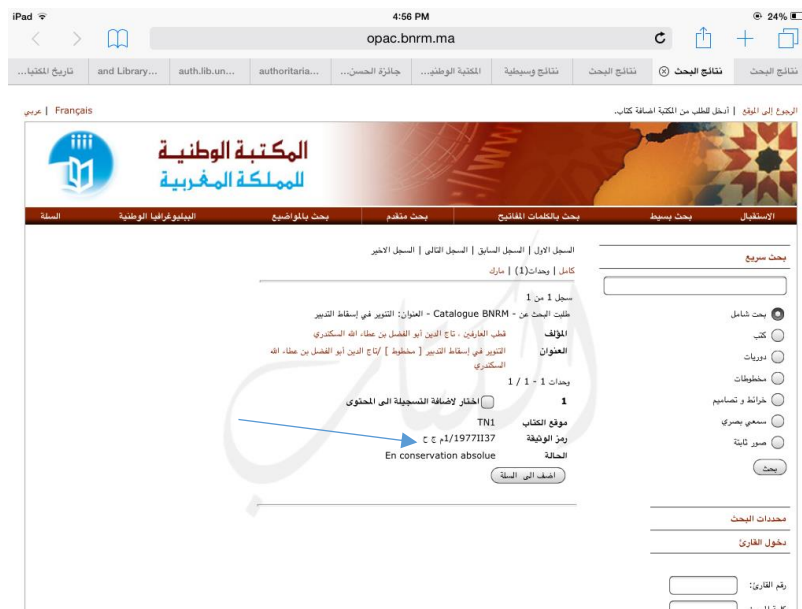 iPad
4:56 PM
24%
opac.bnrm.ma
تاريخ المكتبا...
and Library...
auth.lib.un...
authoritaria...
جائزة الحسن...
المكتبة الوطني...
نتائج وسيطية
نتائج البحث
نتائج البحث
نتائج البحث
عربي | Français
الرجوع إلى الموقع | أدخل للطلب من المكتبة اضافة كتاب.
المكتبة الوطنية
للمملكة المغربية
الاستقبال
بحث بسيط
بحث بالكلمات المفاتيح
بحث متقدم
بحث بالمواضيع
الببليوغرافيا الوطنية
السلة
السجل الاول | السجل السابق | السجل التالي | السجل الاخير
كامل | وحدات(1) | مارك
سجل 1 من 1
طلبت البحث عن - Catalogue BNRM - العنوان: التنوير في إسقاط التدبير
المؤلف قطب العارفين ، تاج الدين أبو الفضل بن عطاء الله السكندري
العنوان التنوير في إسقاط التدبير [ مخطوط ] /تاج الدين أبو الفضل بن عطاء الله
السكندري
وحدات 1 - 1 / 1
1 اختار لاضافة التسجيلة الى المحتوى
موقع الكتاب TN1
رمز الوثيقة 1/1977II37م ج ح
الحالة En conservation absolue
اضف الى السلة
بحث سريع
بحث شامل
كتب
دوريات
مخطوطات
خرائط و تصاميم
سمعي بصري
صور ثابتة
بحث
محددات البحث
دخول القارئ
رقم القارئ:
الكتاب